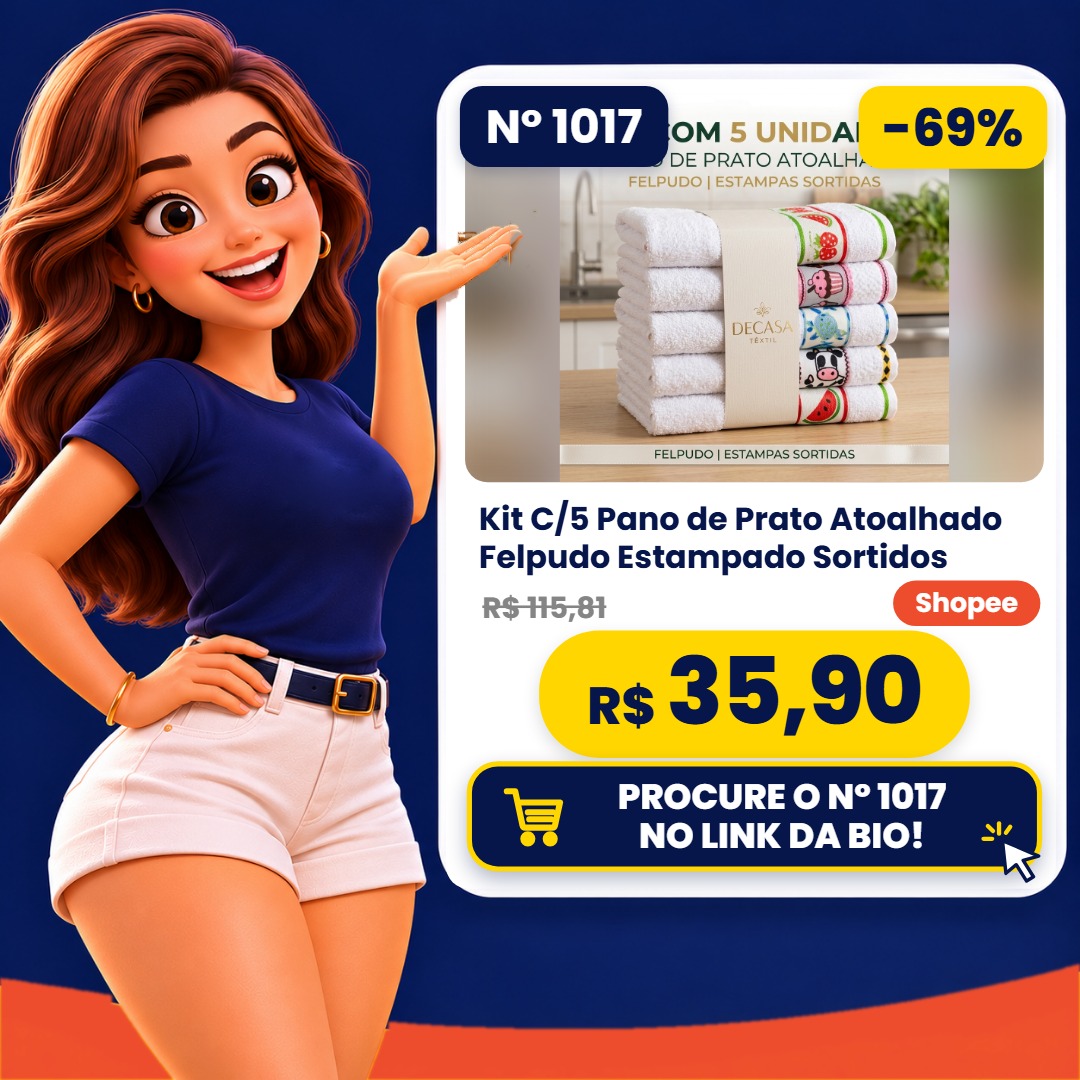 Nº 1017
COM 5 UNIDA
-69%
DE PRATO ATOALHA
FELPUDO | ESTAMPAS SORTIDAS
DECASA
TÊXTIL
FELPUDO | ESTAMPAS SORTIDAS
Kit C/5 Pano de Prato Atoalhado
Felpudo Estampado Sortidos
R$ 115,81
Shopee
R$ 35,90
PROCURE O Nº 1017
NO LINK DA BIO!